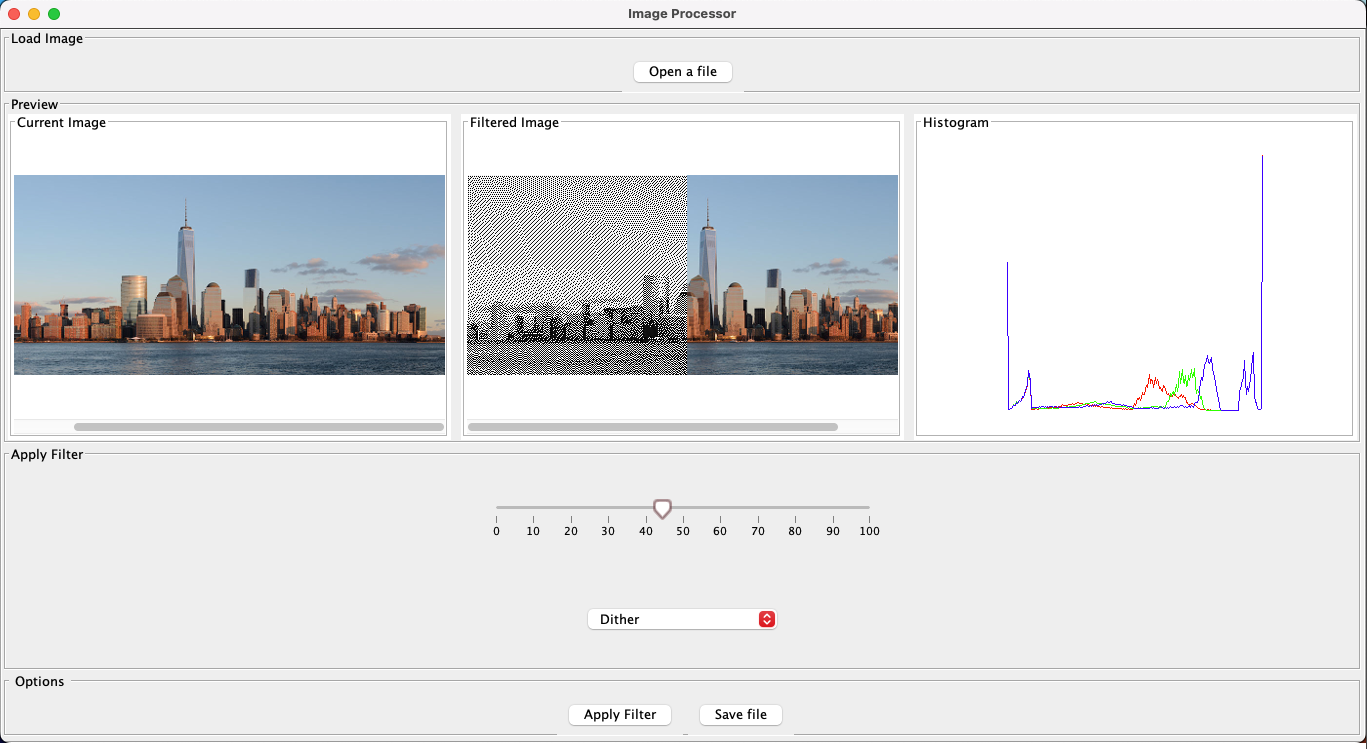 Image Processor
Load Image
Open a file
Preview
Current Image
Filtered Image
Histogram
Apply Filter
0 10 20 30 40 50 60 70 80 90 100
Dither
Options
Apply Filter
Save file